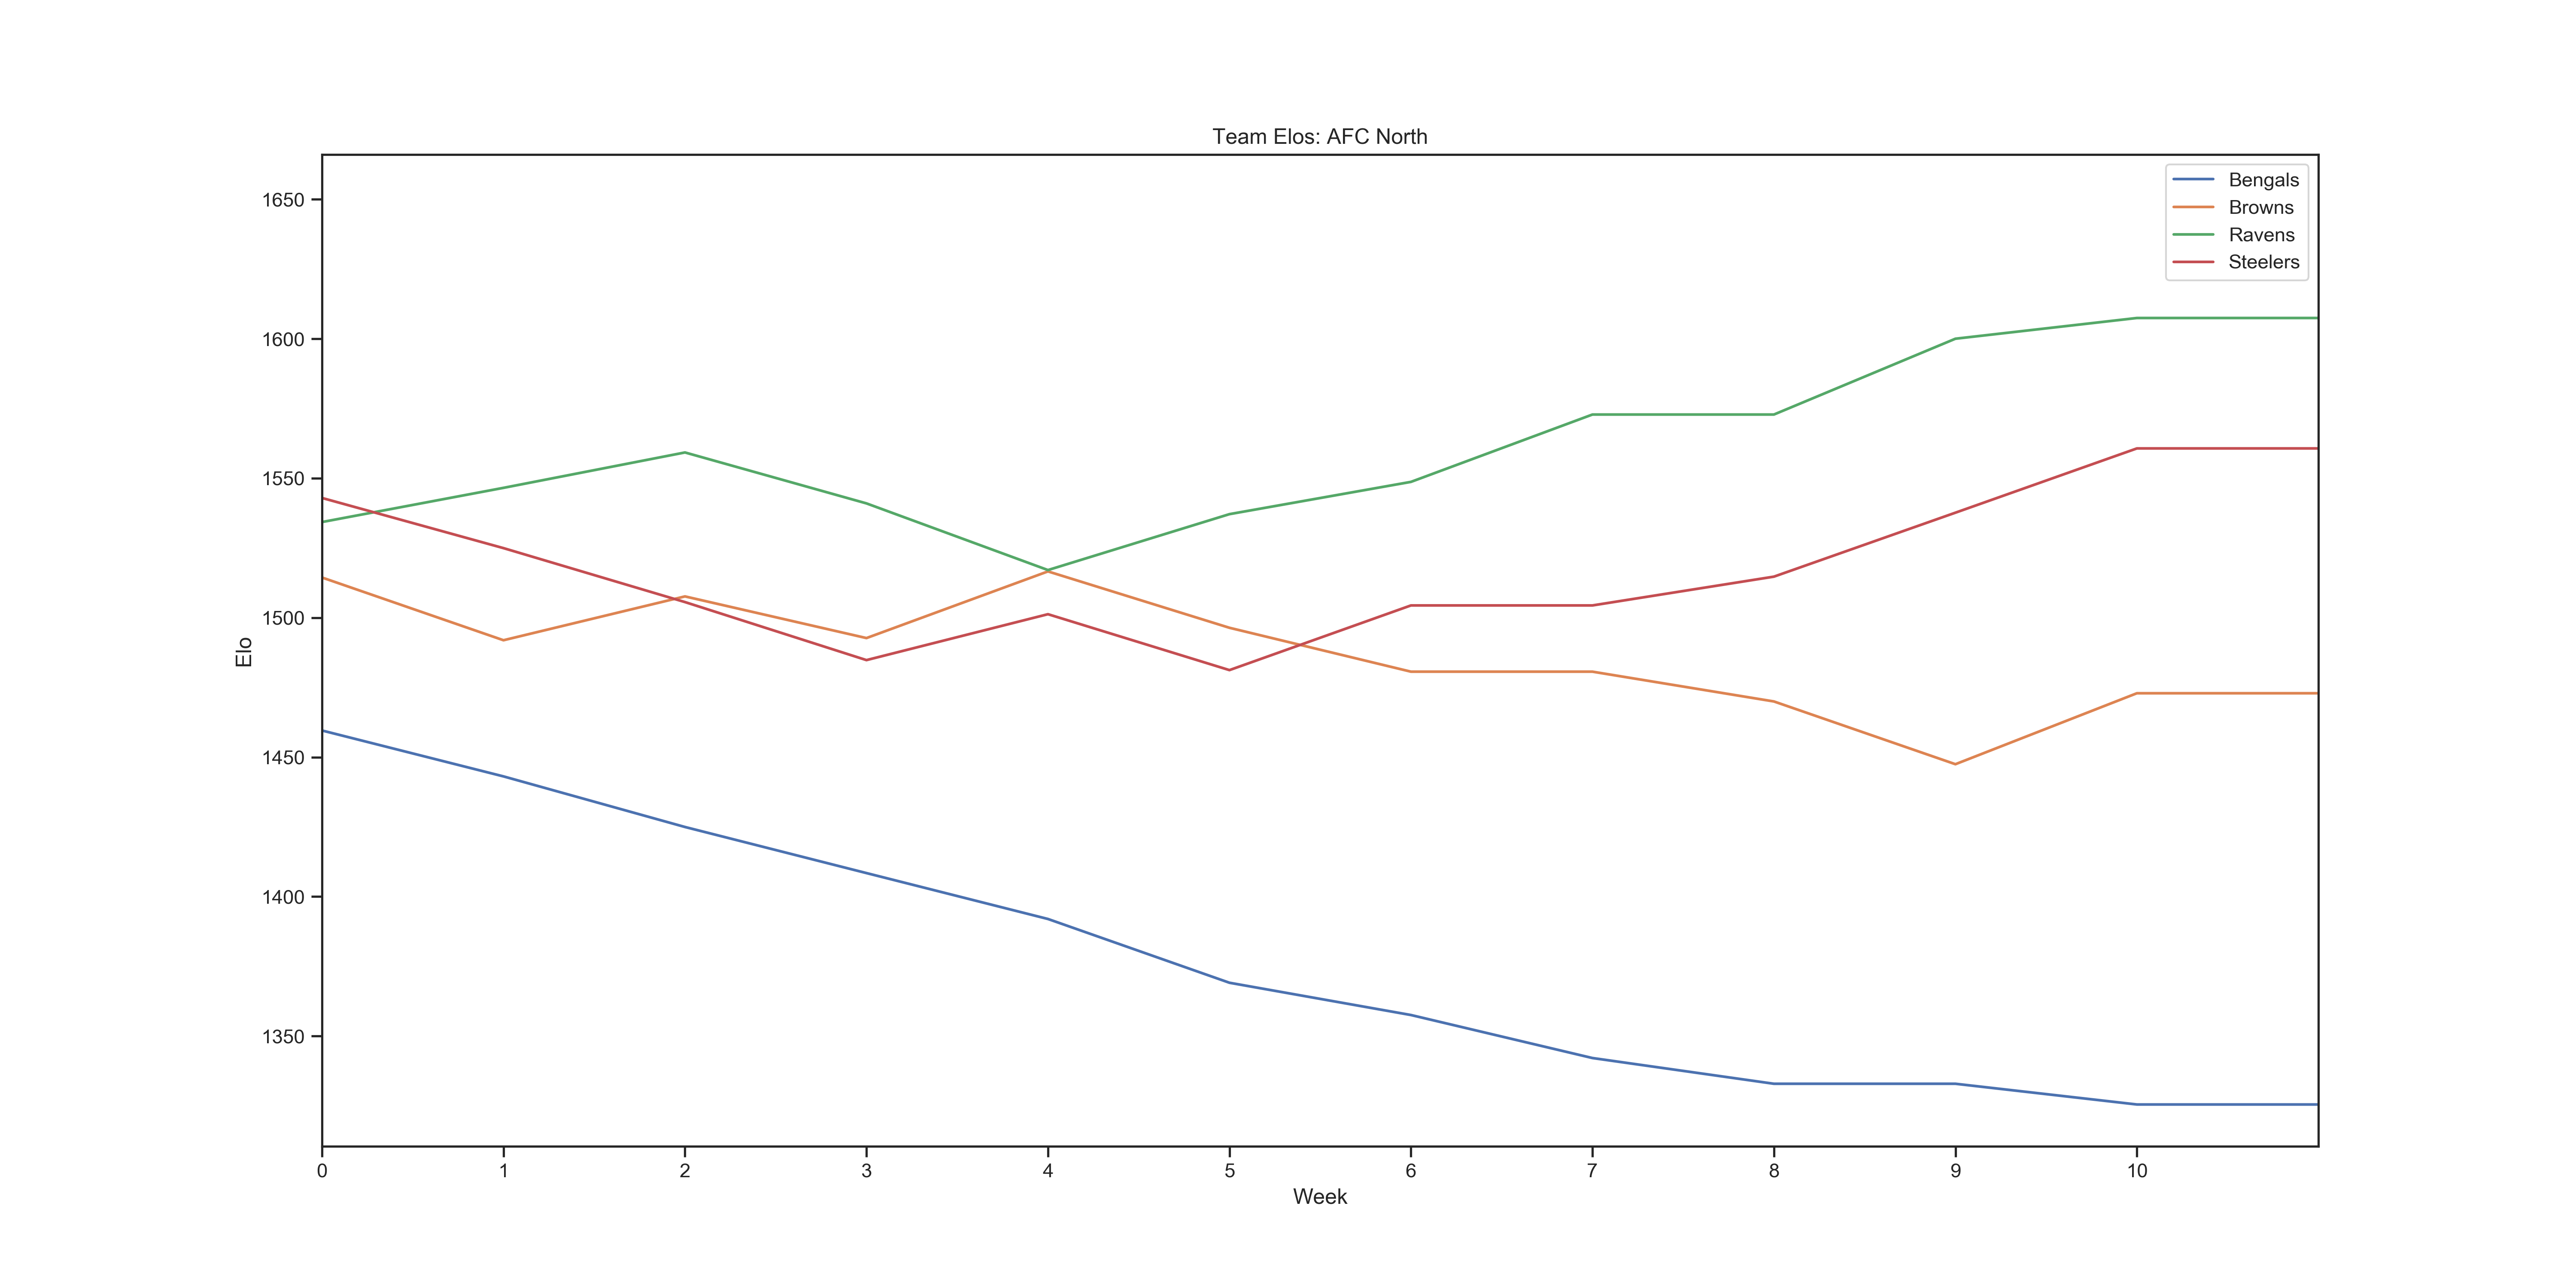 Team Elos: AFC North
Bengals
Browns
Ravens
Steelers
1650
1600
1550
1500
1450
1400
1350
Elo
0 1 2 3 4 5 6 7 8 9 10
Week